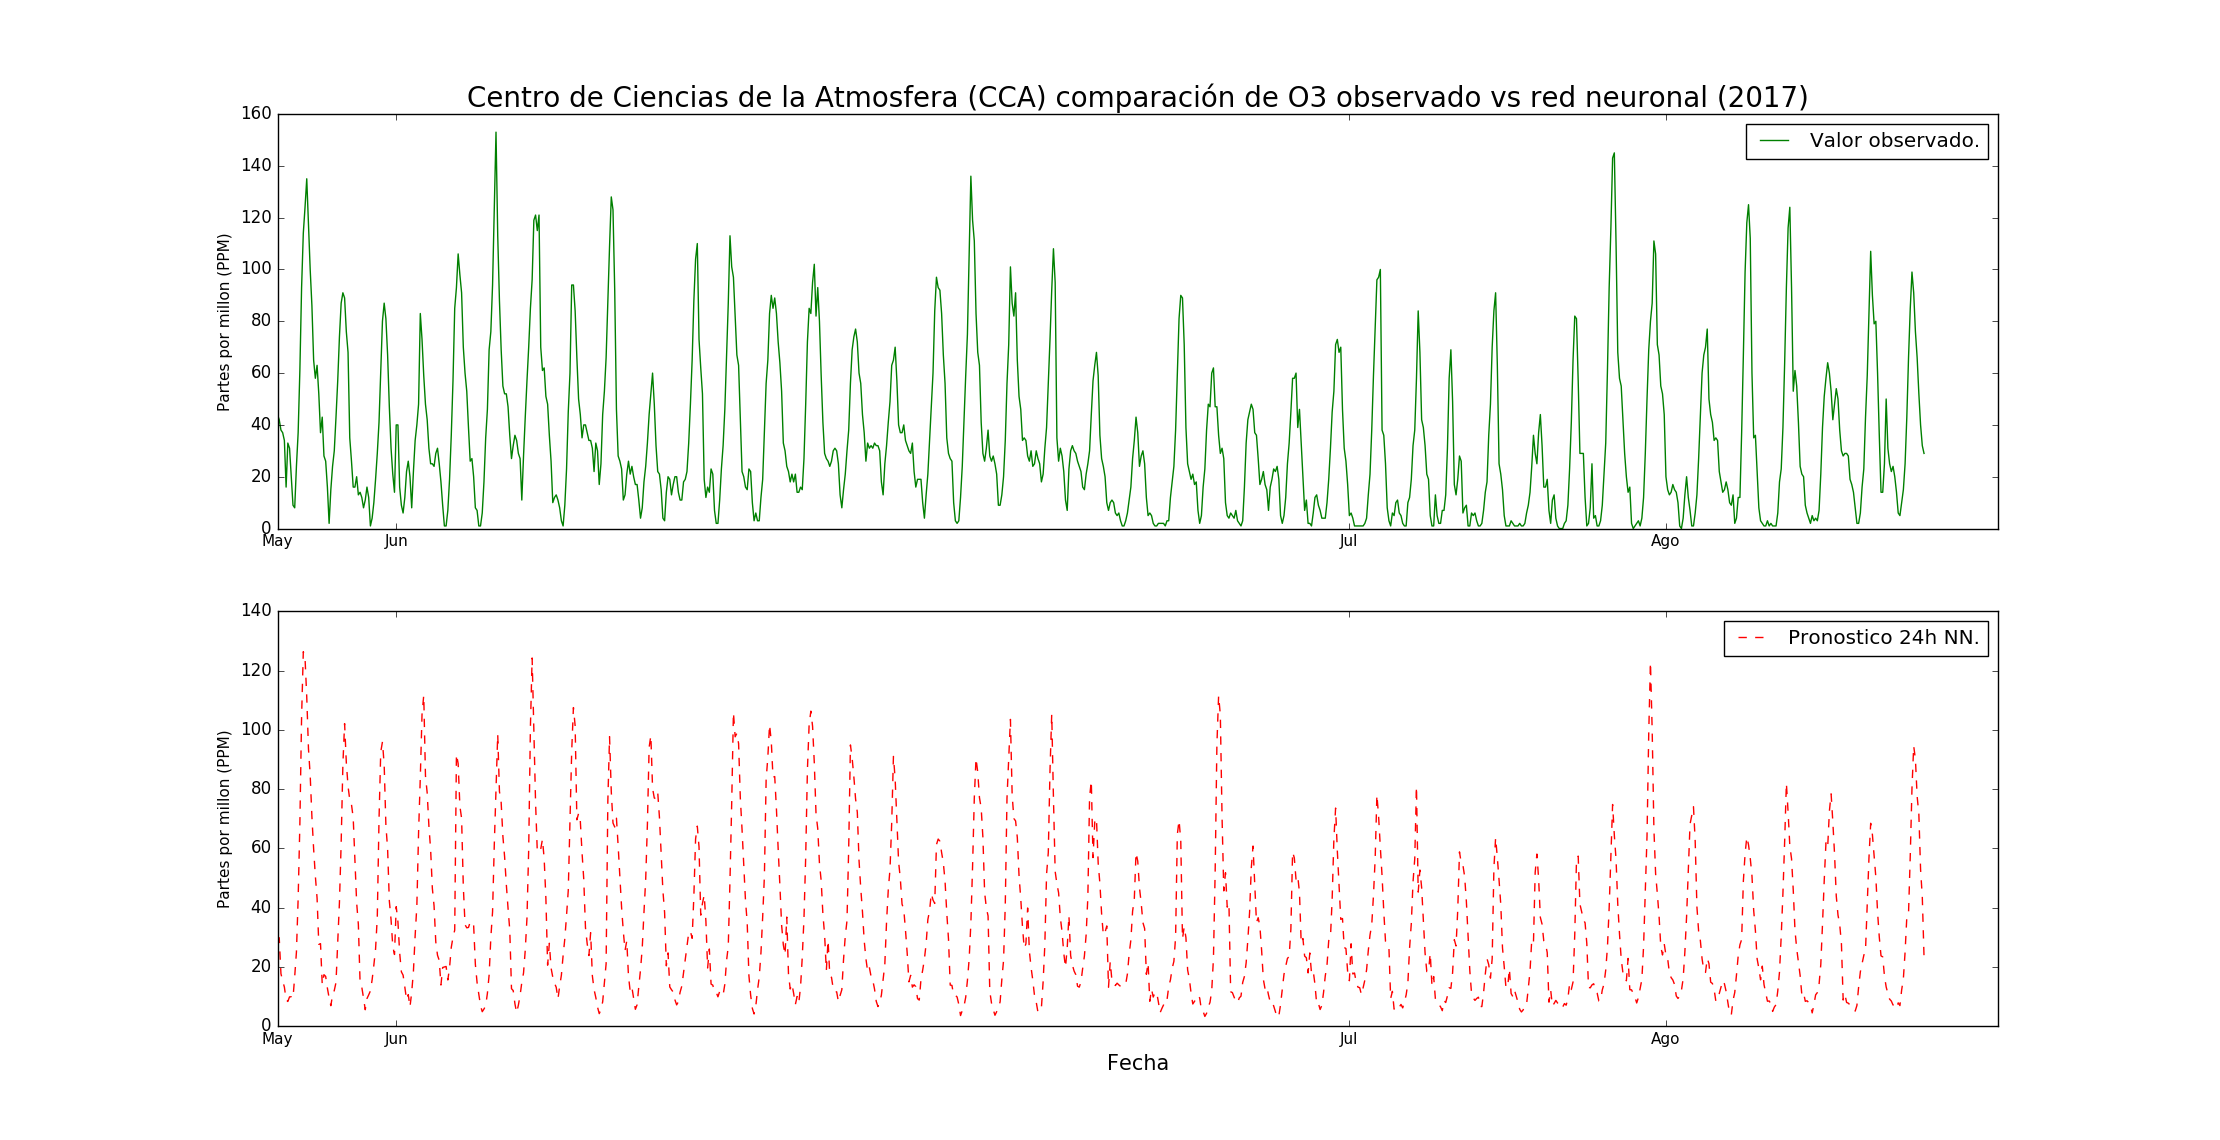 Centro de Ciencias de la Atmosfera (CCA) comparación de O3 observado vs red neuronal (2017)
160
140
120
100
80
60
40
20
0
Partes por millon (PPM)
Valor observado.
May
Jun
Jul
Ago
140
120
100
80
60
40
20
0
Partes por millon (PPM)
Pronostico 24h NN.
May
Jun
Jul
Ago
Fecha